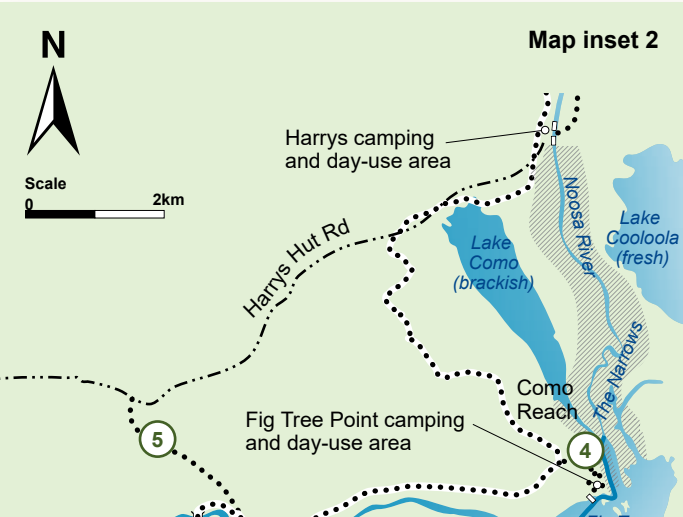 N
Map inset 2
Harrys camping
and day-use area
Scale
0
2km
Noosa River
Lake
Cooloola
(fresh)
Harrys Hut Rd
Lake
Como
(brackish)
The Narrows
Como
Reach
Fig Tree Point camping
and day-use area
5
4